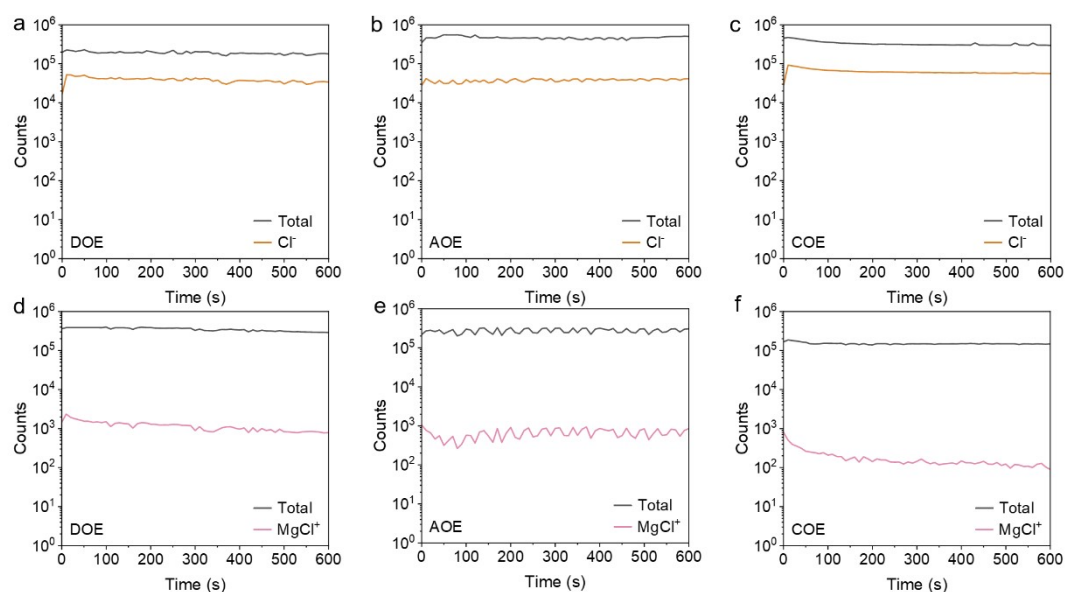 a
10⁶
10⁵
10⁴
10³
10²
10¹
10⁰
Counts
Total
Cl⁻
DOE
0 100 200 300 400 500 600
Time (s)
b
10⁶
10⁵
10⁴
10³
10²
10¹
10⁰
Counts
Total
Cl⁻
AOE
0 100 200 300 400 500 600
Time (s)
c
10⁶
10⁵
10⁴
10³
10²
10¹
10⁰
Counts
Total
Cl⁻
COE
0 100 200 300 400 500 600
Time (s)
d
10⁶
10⁵
10⁴
10³
10²
10¹
10⁰
Counts
Total
DOE MgCl⁺
0 100 200 300 400 500 600
Time (s)
e
10⁶
10⁵
10⁴
10³
10²
10¹
10⁰
Counts
Total
AOE MgCl⁺
0 100 200 300 400 500 600
Time (s)
f
10⁶
10⁵
10⁴
10³
10²
10¹
10⁰
Counts
Total
COE MgCl⁺
0 100 200 300 400 500 600
Time (s)